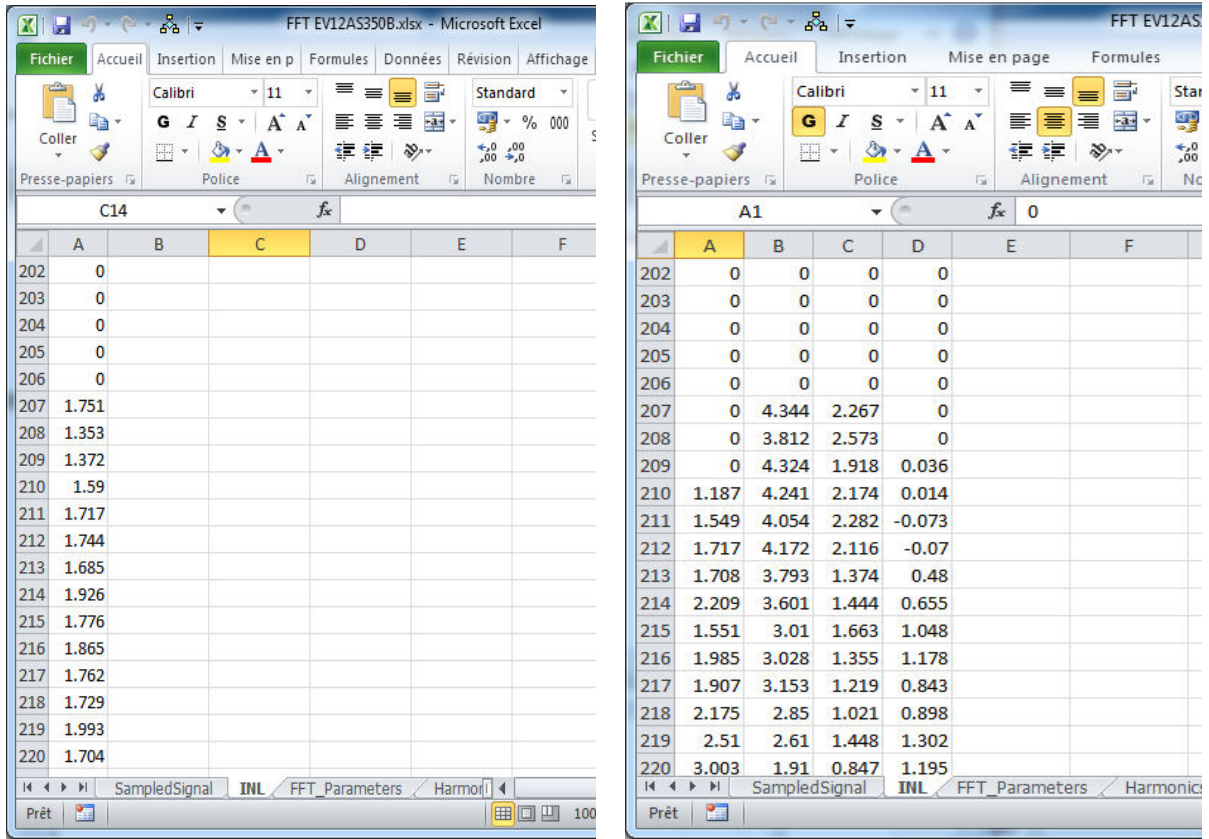 FFT EV12AS350B.xlsx - Microsoft Excel
Fichier Accueil Insertion Mise en p Formules Données Révision Affichage
Calibri 11 Standard
G I S A A % 000
Coller
Presse-papiers Police Alignement Nombre
C14 fx
A B C D E F
202 0
203 0
204 0
205 0
206 0
207 1.751
208 1.353
209 1.372
210 1.59
211 1.717
212 1.744
213 1.685
214 1.926
215 1.776
216 1.865
217 1.762
218 1.729
219 1.993
220 1.704
SampledSignal INL FFT_Parameters Harmoni
Prêt 100
FFT EV12AS
Fichier Accueil Insertion Mise en page Formules
Calibri 11 Star
G I S A A
Coller
Presse-papiers Police Alignement No
A1 fx 0
A B C D E F
202 0 0 0 0
203 0 0 0 0
204 0 0 0 0
205 0 0 0 0
206 0 0 0 0
207 0 4.344 2.267 0
208 0 3.812 2.573 0
209 0 4.324 1.918 0.036
210 1.187 4.241 2.174 0.014
211 1.549 4.054 2.282 -0.073
212 1.717 4.172 2.116 -0.07
213 1.708 3.793 1.374 0.48
214 2.209 3.601 1.444 0.655
215 1.551 3.01 1.663 1.048
216 1.985 3.028 1.355 1.178
217 1.907 3.153 1.219 0.843
218 2.175 2.85 1.021 0.898
219 2.51 2.61 1.448 1.302
220 3.003 1.91 0.847 1.195
SampledSignal INL FFT_Parameters Harmonics
Prêt